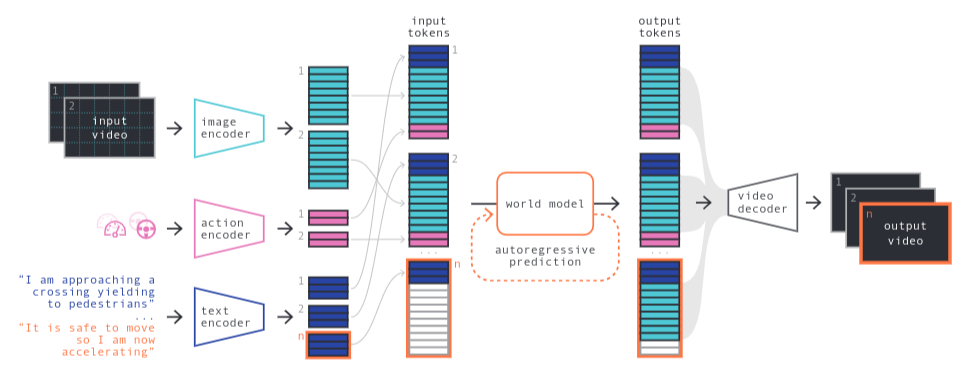 input
tokens
output
tokens
1
2
input
video
image
encoder
1
2
action
encoder
1
2
"I am approaching a
crossing yielding
to pedestrians"
...
"It is safe to move
so I am now
accelerating"
text
encoder
1
2
n
1
2
...
n
world model
autoregressive
prediction
...
video
decoder
1
2
n
output
video